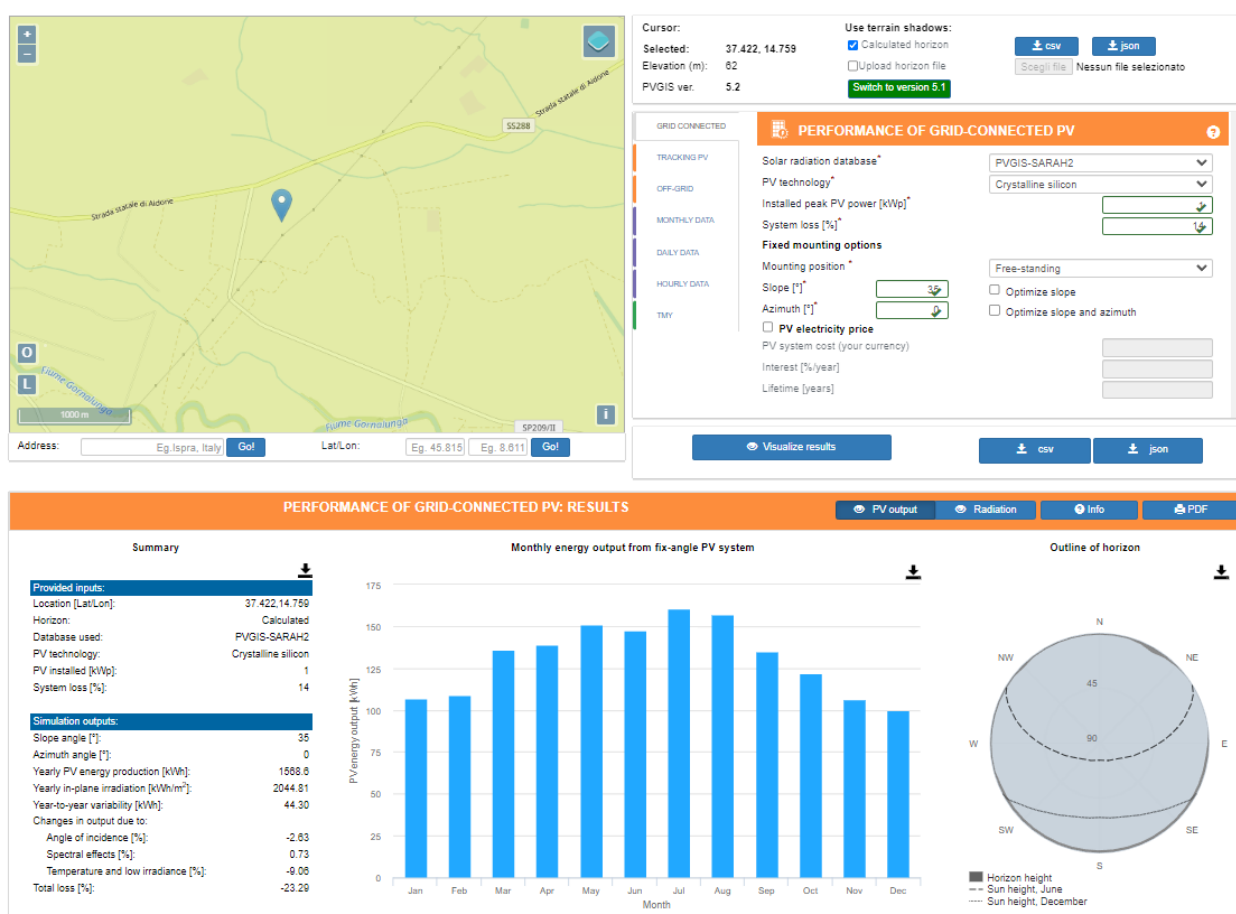 +
−
Strada statale di Aidone
SS288
Strada statale di Aidone
O
L
Fiume Gornalunga
1000 m
Fiume Gornalunga
SP209/II
i
Address:
Eg.Ispra, Italy
Go!
Lat/Lon:
Eg. 45.815
Eg. 8.611
Go!
Cursor:
Selected: 37.422, 14.759
Elevation (m): 62
PVGIS ver. 5.2
Use terrain shadows:
Calculated horizon
Upload horizon file
Switch to version 5.1
csv
json
Scegli file Nessun file selezionato
GRID CONNECTED
TRACKING PV
OFF-GRID
MONTHLY DATA
DAILY DATA
HOURLY DATA
TMY
PERFORMANCE OF GRID-CONNECTED PV
?
Solar radiation database*
PVGIS-SARAH2
PV technology*
Crystalline silicon
Installed peak PV power [kWp]*
1
System loss [%]*
14
Fixed mounting options
Mounting position *
Free-standing
Slope [°]*
35
Optimize slope
Azimuth [°]*
0
Optimize slope and azimuth
PV electricity price
PV system cost (your currency)
Interest [%/year]
Lifetime [years]
Visualize results
csv
json
PERFORMANCE OF GRID-CONNECTED PV: RESULTS
PV output
Radiation
Info
PDF
Summary
Provided inputs:
Location [Lat/Lon]: 37.422,14.759
Horizon: Calculated
Database used: PVGIS-SARAH2
PV technology: Crystalline silicon
PV installed [kWp]: 1
System loss [%]: 14
Simulation outputs:
Slope angle [°]: 35
Azimuth angle [°]: 0
Yearly PV energy production [kWh]: 1568.6
Yearly in-plane irradiation [kWh/m²]: 2044.81
Year-to-year variability [kWh]: 44.30
Changes in output due to:
Angle of incidence [%]: -2.63
Spectral effects [%]: 0.73
Temperature and low irradiance [%]: -9.06
Total loss [%]: -23.29
Monthly energy output from fix-angle PV system
PV energy output [kWh]
175
150
125
100
75
50
25
0
Jan Feb Mar Apr May Jun Jul Aug Sep Oct Nov Dec
Month
Outline of horizon
N
NW
NE
45
W
90
E
SW
SE
S
Horizon height
Sun height, June
Sun height, December